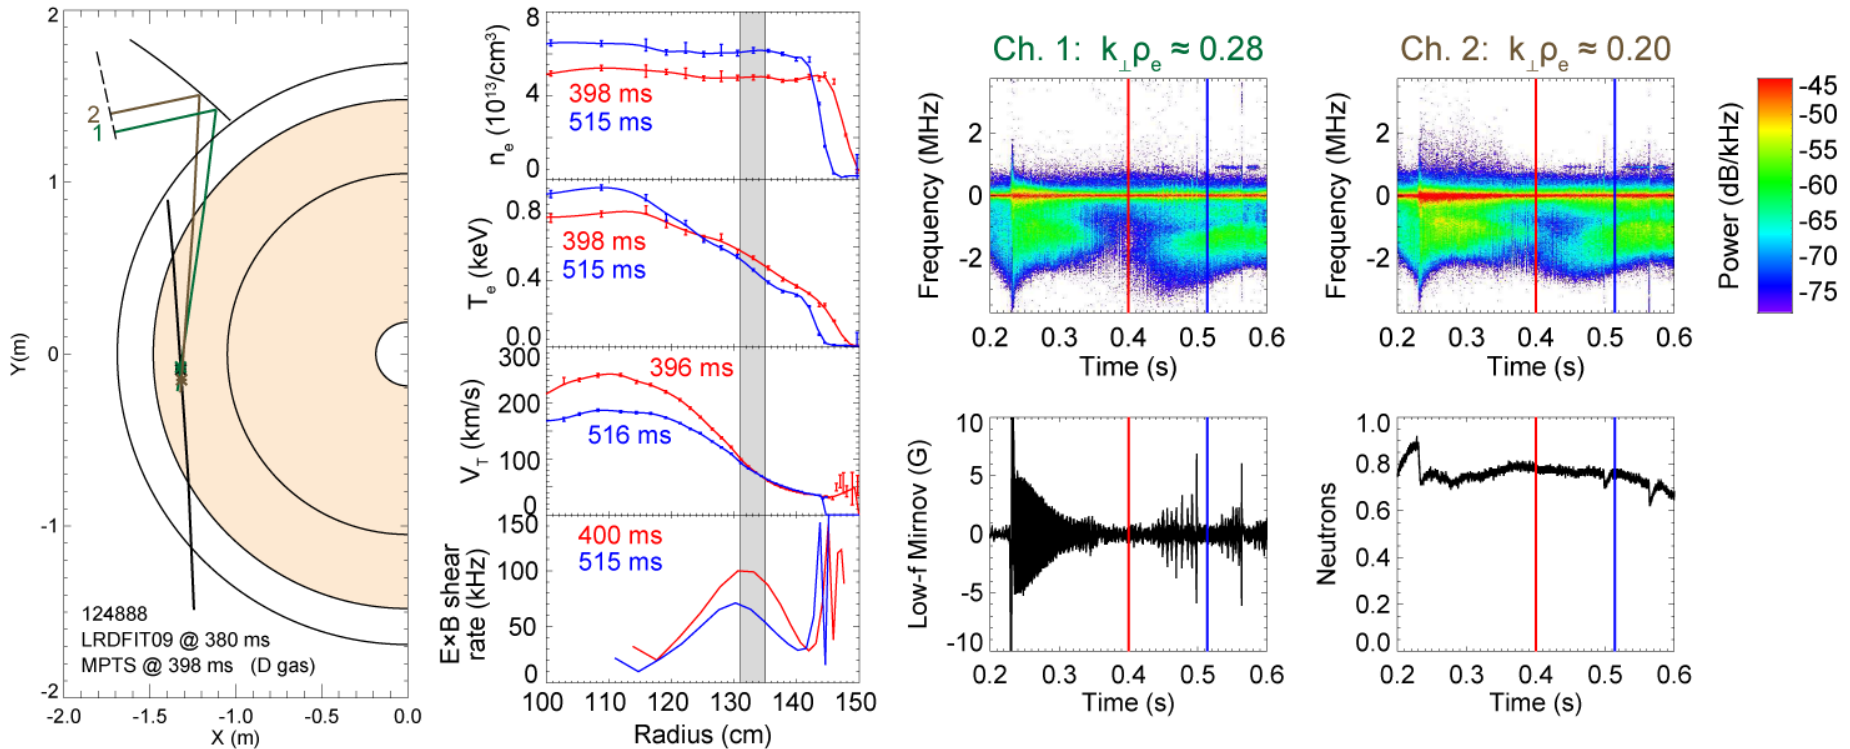 2
1
0
-1
-2
Y(m)
2
1
124888
LRDFIT09 @ 380 ms
MPTS @ 398 ms (D gas)
-2.0 -1.5 -1.0 -0.5 0.0
X (m)
8
4
0
n_e (10^13/cm^3)
398 ms
515 ms
0.8
0.4
0.0
T_e (keV)
398 ms
515 ms
300
200
100
0
V_T (km/s)
396 ms
516 ms
150
100
50
0
E×B shear
rate (kHz)
400 ms
515 ms
100 110 120 130 140 150
Radius (cm)
Ch. 1: k_⊥ρ_e ≈ 0.28
2
0
-2
Frequency (MHz)
0.2 0.3 0.4 0.5 0.6
Time (s)
Ch. 2: k_⊥ρ_e ≈ 0.20
2
0
-2
Frequency (MHz)
0.2 0.3 0.4 0.5 0.6
Time (s)
Power (dB/kHz)
-45
-50
-55
-60
-65
-70
-75
10
5
0
-5
-10
Low-f Mirnov (G)
0.2 0.3 0.4 0.5 0.6
Time (s)
1.0
0.8
0.6
0.4
0.2
0.0
Neutrons
0.2 0.3 0.4 0.5 0.6
Time (s)